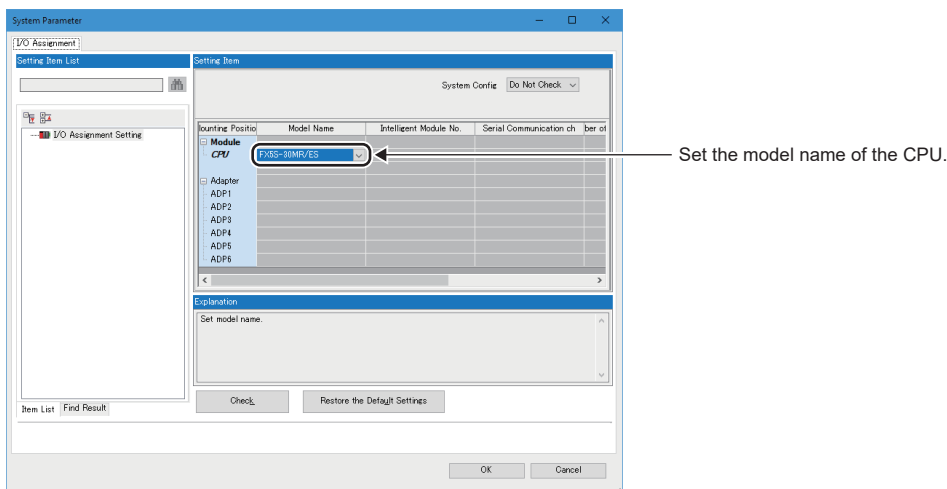 System Parameter
I/O Assignment
Setting Item List
Setting Item
System Config Do Not Check
I/O Assignment Setting
lounting Positio Model Name Intelligent Module No. Serial Communication ch ber of
Module
CPU FX5S-30MR/ES
Set the model name of the CPU.
Adapter
ADP1
ADP2
ADP3
ADP4
ADP5
ADP6
Explanation
Set model name.
Check
Restore the Default Settings
Item List Find Result
OK Cancel